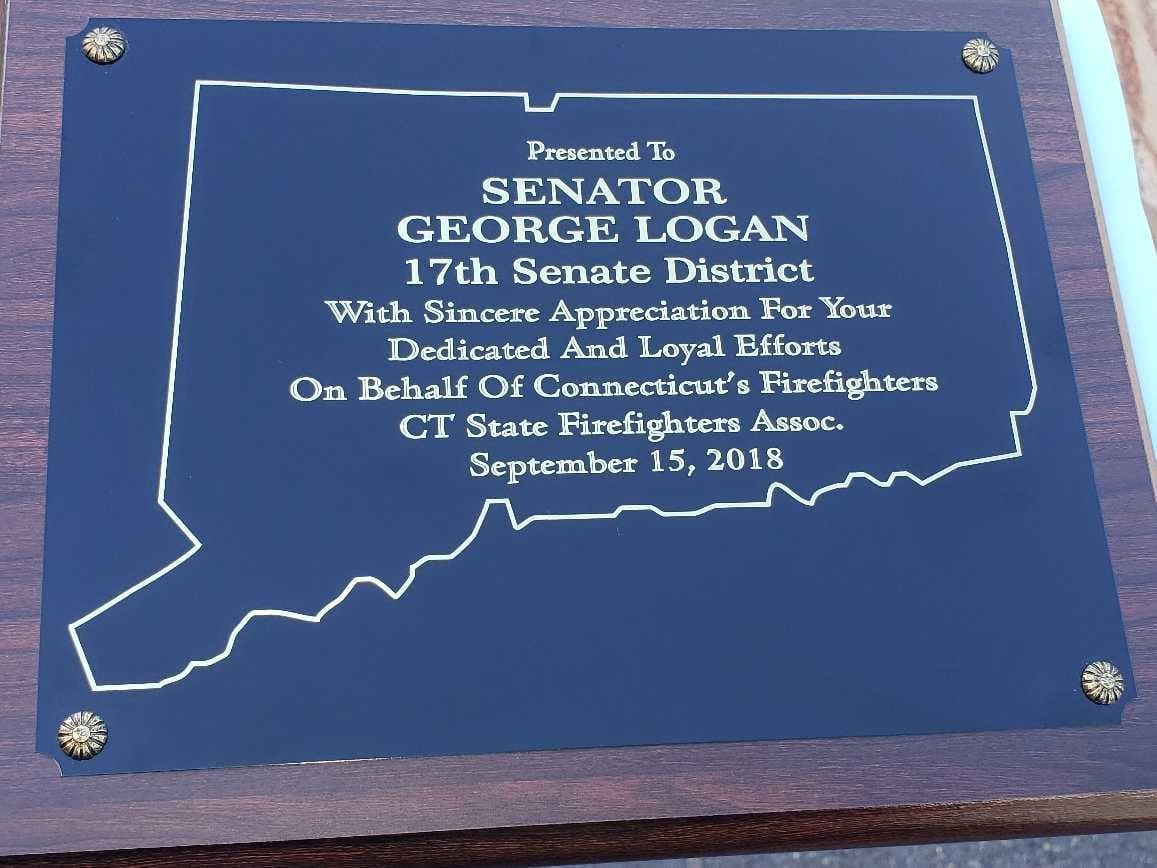 Presented To
SENATOR
GEORGE LOGAN
17th Senate District
With Sincere Appreciation For Your
Dedicated And Loyal Efforts
On Behalf Of Connecticut's Firefighters
CT State Firefighters Assoc.
September 15, 2018